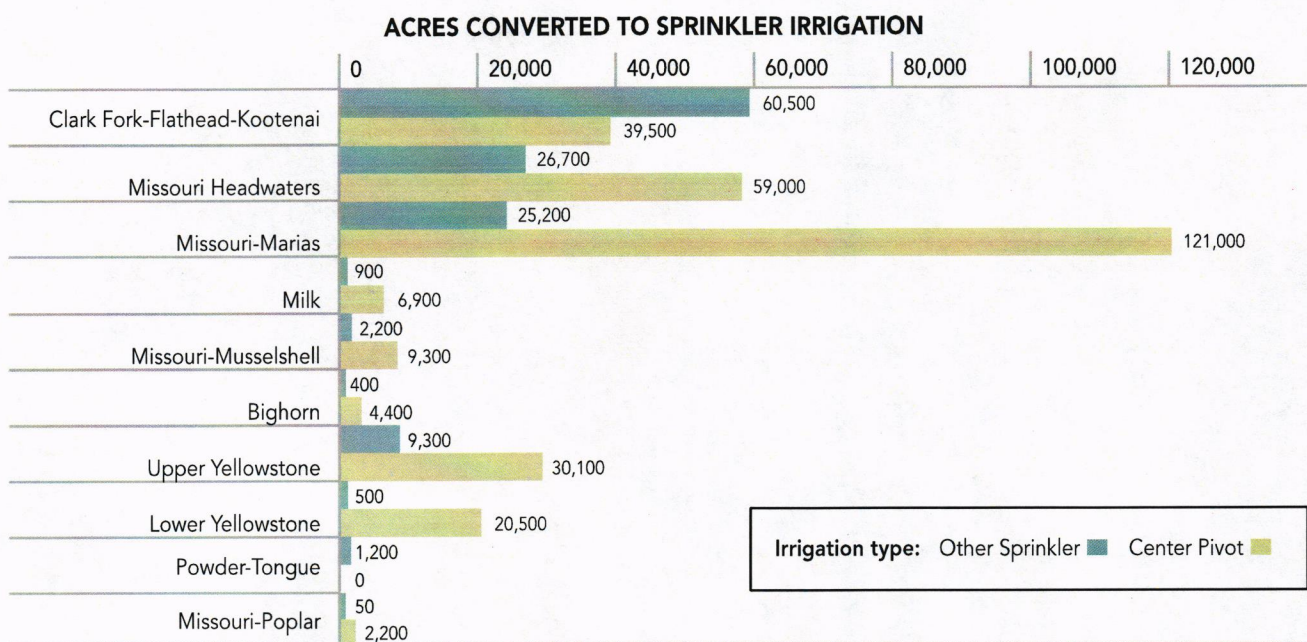 ACRES CONVERTED TO SPRINKLER IRRIGATION
0 20,000 40,000 60,000 80,000 100,000 120,000
60,500
Clark Fork-Flathead-Kootenai
39,500
26,700
Missouri Headwaters 59,000
25,200
Missouri-Marias 121,000
900
Milk 6,900
2,200
Missouri-Musselshell 9,300
400
Bighorn 4,400
9,300
Upper Yellowstone 30,100
500
Lower Yellowstone 20,500
1,200
Powder-Tongue
0
50
Missouri-Poplar 2,200
Irrigation type: Other Sprinkler Center Pivot